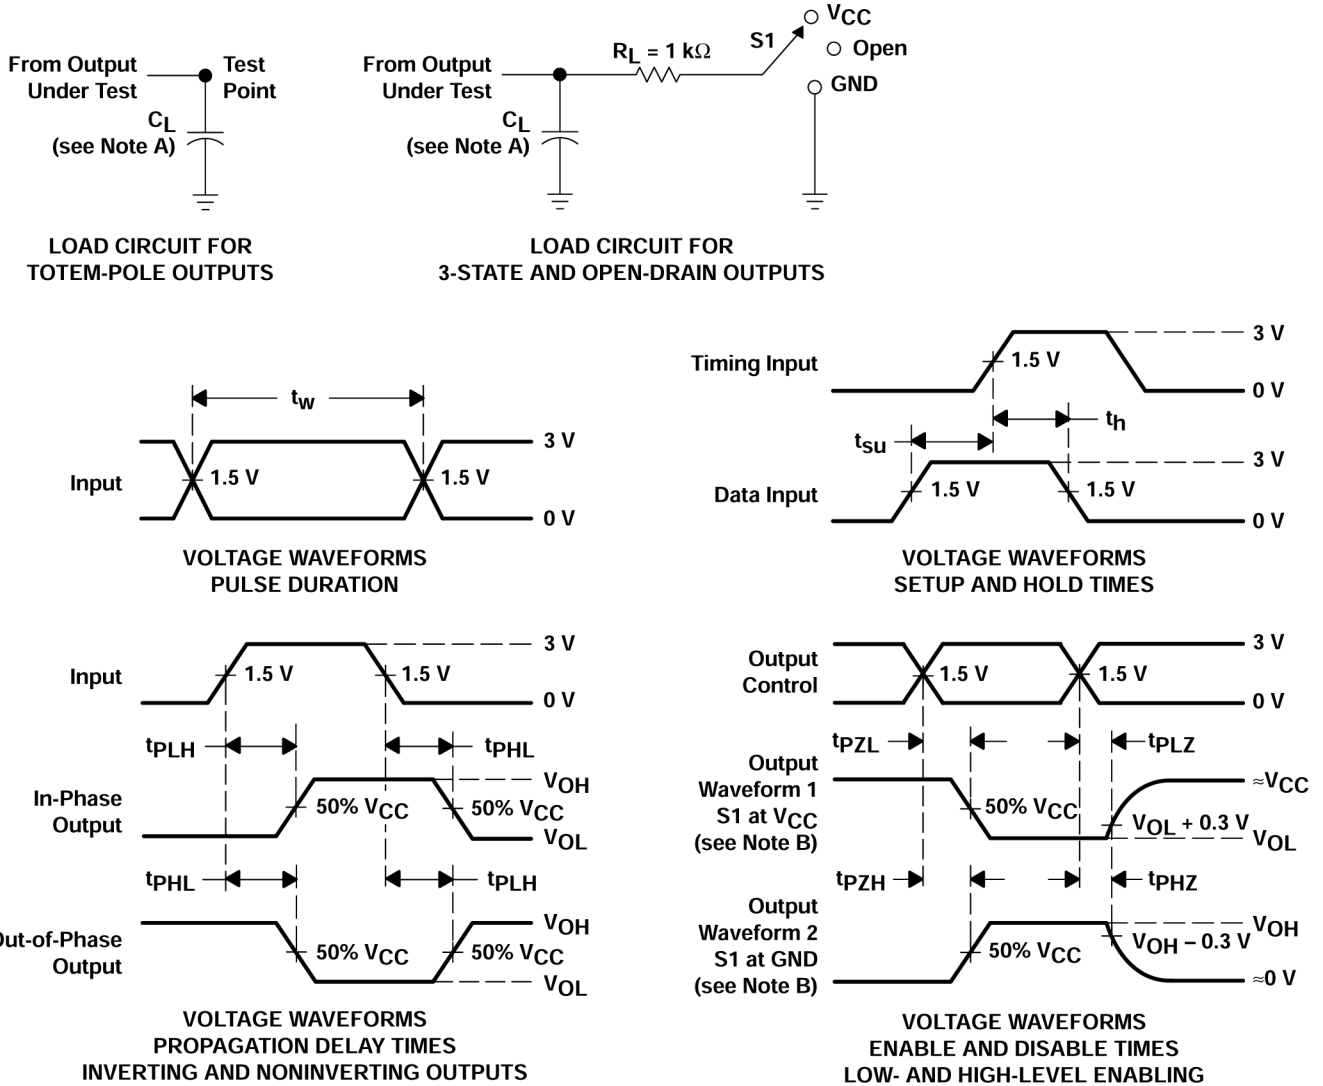 From Output
Under Test
Test
Point
CL
(see Note A)
LOAD CIRCUIT FOR
TOTEM-POLE OUTPUTS
From Output
Under Test
RL = 1 kΩ
S1
VCC
Open
GND
CL
(see Note A)
LOAD CIRCUIT FOR
3-STATE AND OPEN-DRAIN OUTPUTS
tw
Input
1.5 V
1.5 V
3 V
0 V
VOLTAGE WAVEFORMS
PULSE DURATION
Timing Input
1.5 V
3 V
0 V
th
tsu
Data Input
1.5 V
1.5 V
3 V
0 V
VOLTAGE WAVEFORMS
SETUP AND HOLD TIMES
Input
1.5 V
1.5 V
3 V
0 V
tPLH
tPHL
In-Phase
Output
50% VCC
50% VCC
VOH
VOL
tPHL
tPLH
Out-of-Phase
Output
50% VCC
50% VCC
VOH
VOL
VOLTAGE WAVEFORMS
PROPAGATION DELAY TIMES
INVERTING AND NONINVERTING OUTPUTS
Output
Control
1.5 V
1.5 V
3 V
0 V
tPZL
tPLZ
Output
Waveform 1
S1 at VCC
(see Note B)
50% VCC
VOL + 0.3 V
≈VCC
VOL
tPZH
tPHZ
Output
Waveform 2
S1 at GND
(see Note B)
50% VCC
VOH − 0.3 V
VOH
≈0 V
VOLTAGE WAVEFORMS
ENABLE AND DISABLE TIMES
LOW- AND HIGH-LEVEL ENABLING